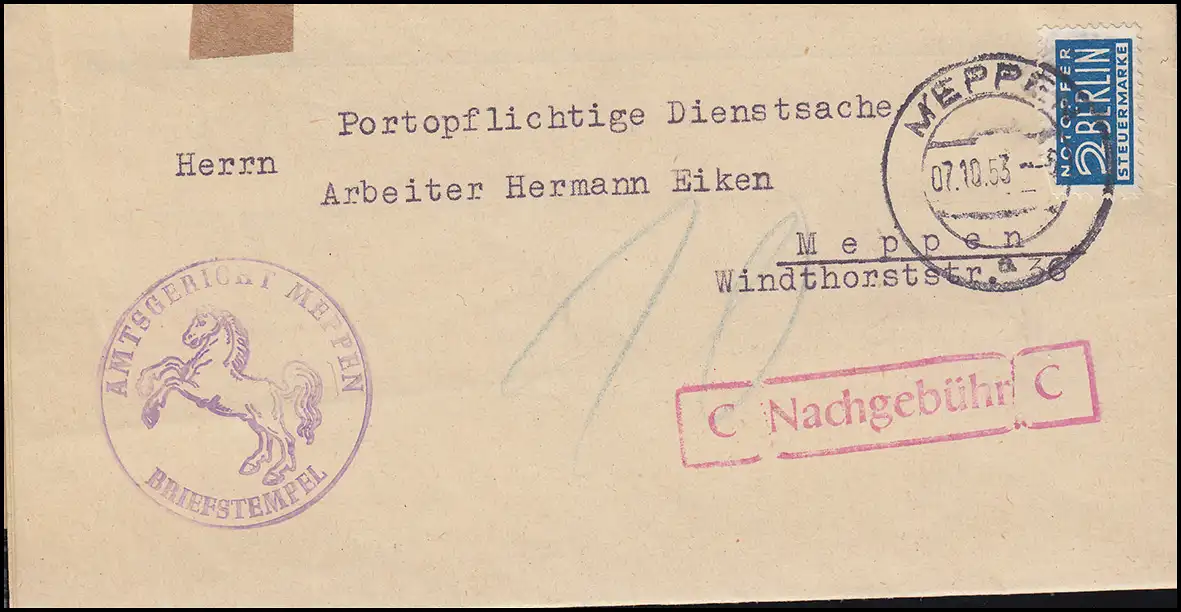 Portopflichtige Dienstsache
Herrn
Arbeiter Hermann Eiken
Meppen
Windthorststr. 36
MEPPEN
07.10.53
a
NOTOPFER
2 BERLIN
STEUERMARKE
10
AMTSGERICHT MEPPEN
BRIEFSTEMPEL
C Nachgebühr C